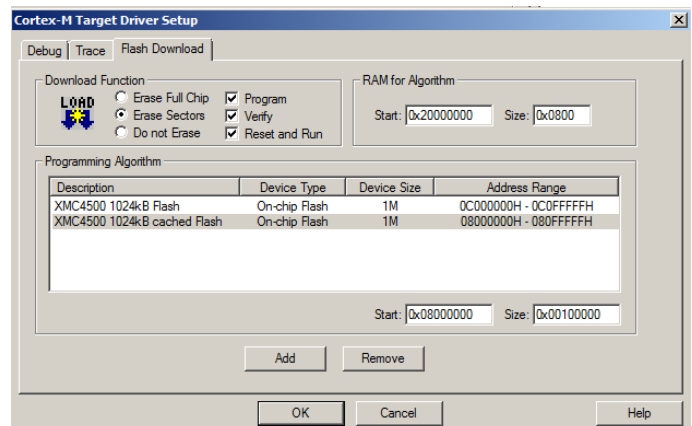 Cortex-M Target Driver Setup
Debug Trace Flash Download
Download Function
LOAD
Erase Full Chip
Erase Sectors
Do not Erase
Program
Verify
Reset and Run
RAM for Algorithm
Start: 0x20000000 Size: 0x0800
Programming Algorithm
Description Device Type Device Size Address Range
XMC4500 1024kB Flash On-chip Flash 1M 0C000000H - 0C0FFFFFH
XMC4500 1024kB cached Flash On-chip Flash 1M 08000000H - 080FFFFFH
Start: 0x08000000 Size: 0x00100000
Add Remove
OK Cancel Help